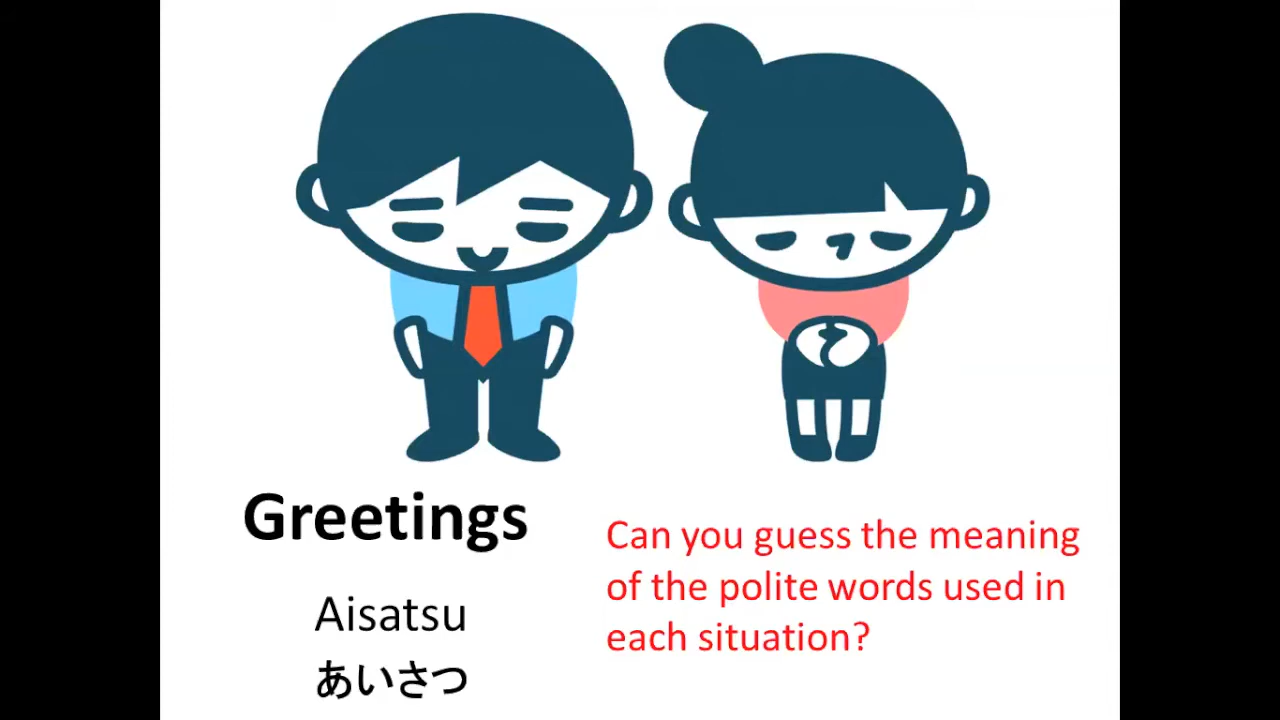 Greetings
Aisatsu
あいさつ
Can you guess the meaning
of the polite words used in
each situation?